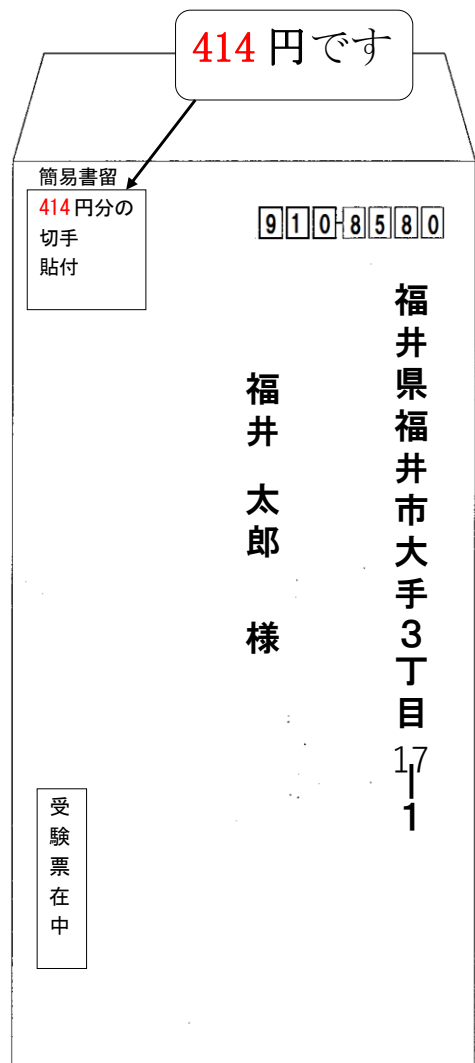 414円です
簡易書留
414円分の
切手
貼付
910-8580
福井県福井市大手3丁目17-1
福井 太郎 様
受験票在中